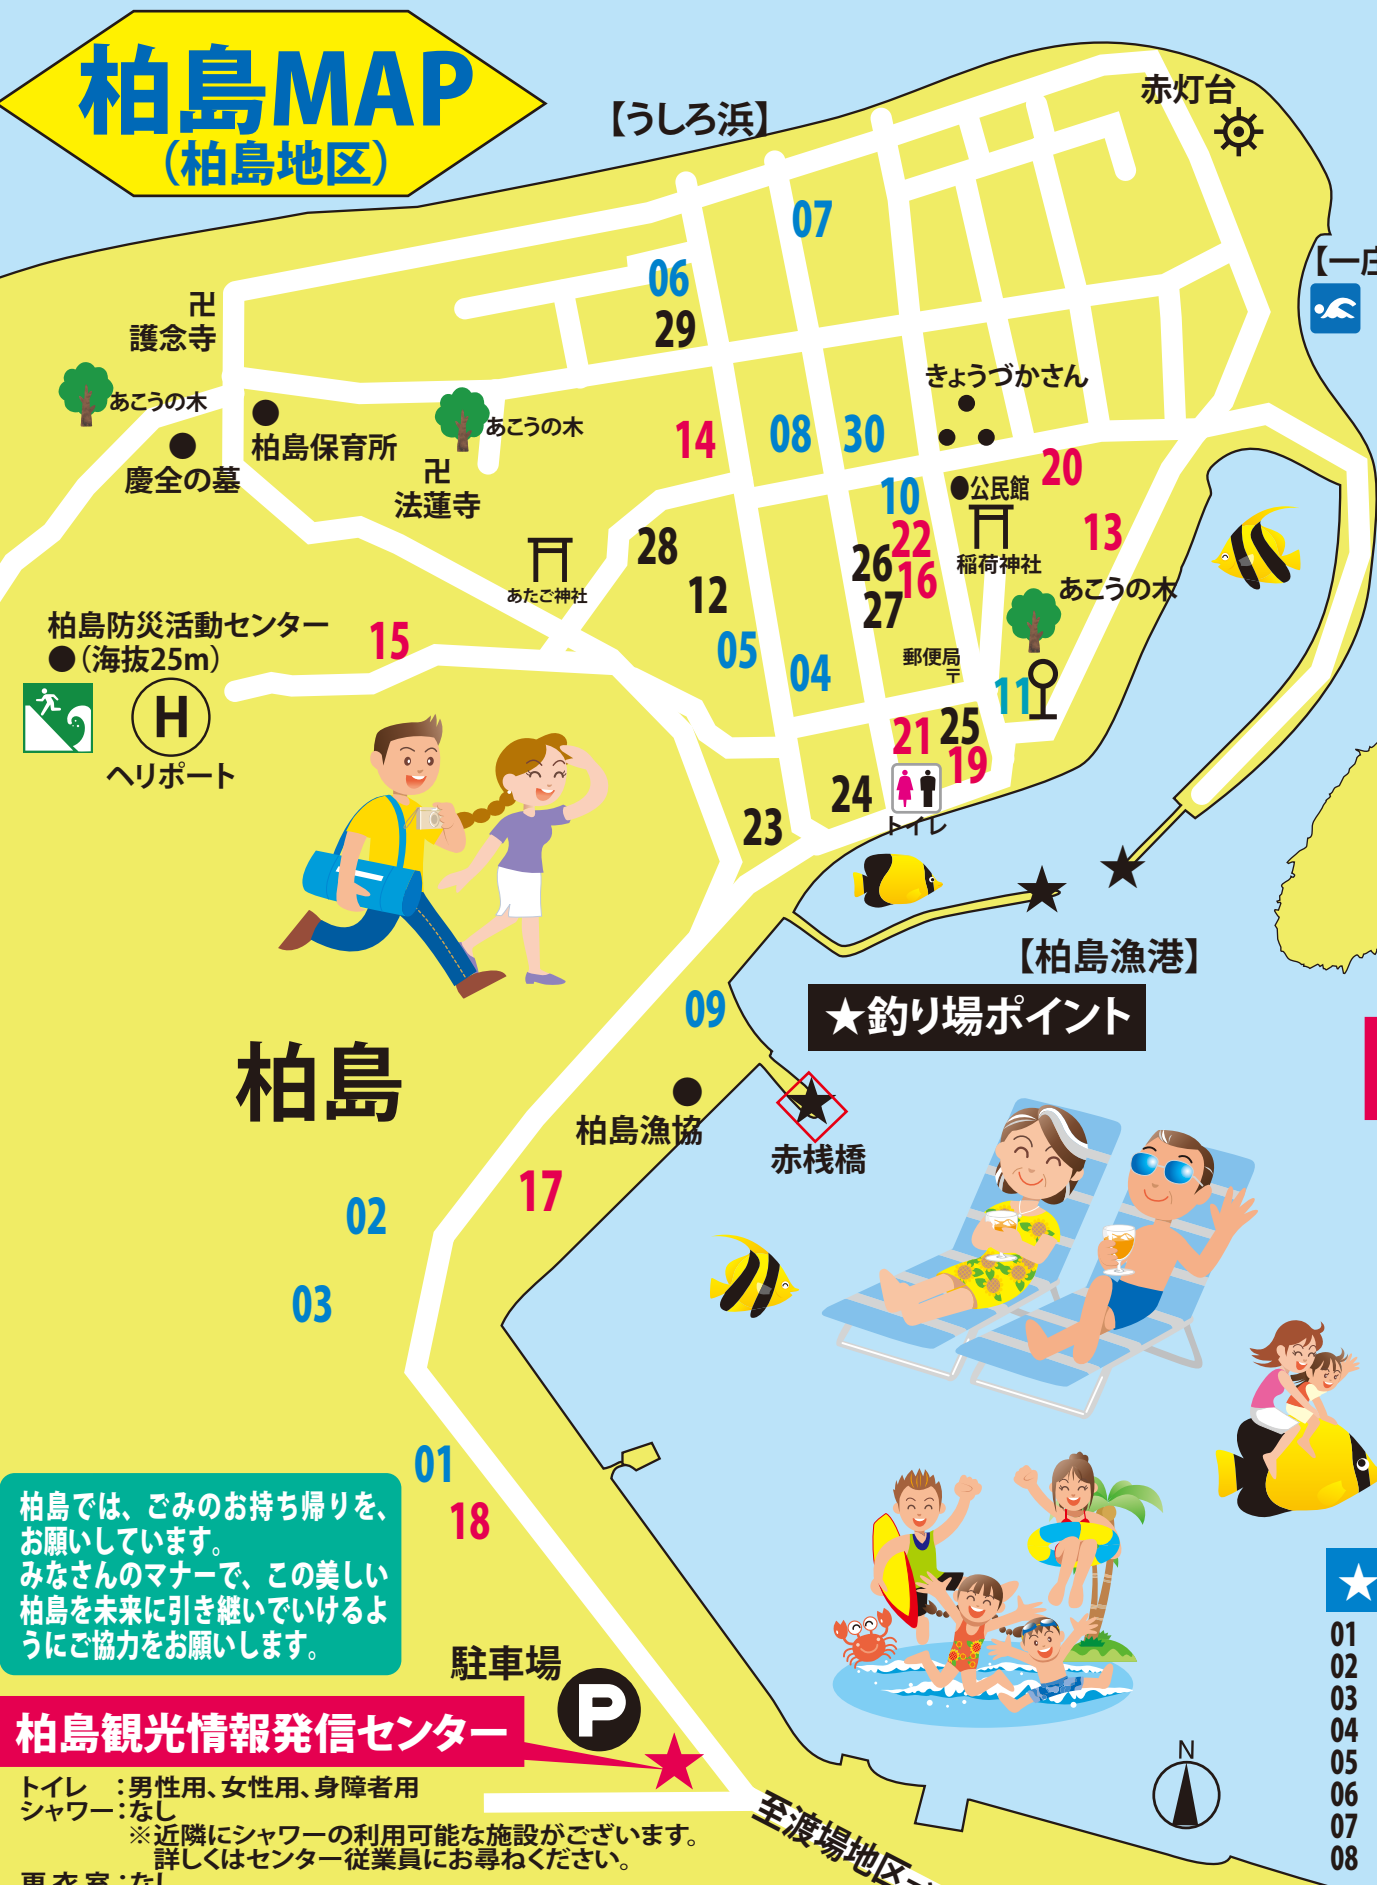 柏島MAP
(柏島地区)
【うしろ浜】
赤灯台
07
【一庄
06
29
卍
護念寺
きょうづかさん
あこうの木
柏島保育所
あこうの木
14
08
30
慶全の墓
卍
法蓮寺
20
10
公民館
22
13
28
26
16
稲荷神社
あたご神社
12
27
あこうの木
柏島防災活動センター
(海抜25m)
15
05
04
郵便局
〒
11
H
21
25
19
ヘリポート
24
トイレ
23
【柏島漁港】
09
★釣り場ポイント
柏島
柏島漁協
赤桟橋
17
02
03
01
18
柏島では、ごみのお持ち帰りを、
お願いしています。
みなさんのマナーで、この美しい
柏島を未来に引き継いでいけるよ
うにご協力をお願いします。
駐車場
P
柏島観光情報発信センター
トイレ :男性用、女性用、身障者用
シャワー:なし
※近隣にシャワーの利用可能な施設がございます。
詳しくはセンター従業員にお尋ねください。
更衣室:なし
至渡場地区
N
★
01
02
03
04
05
06
07
08